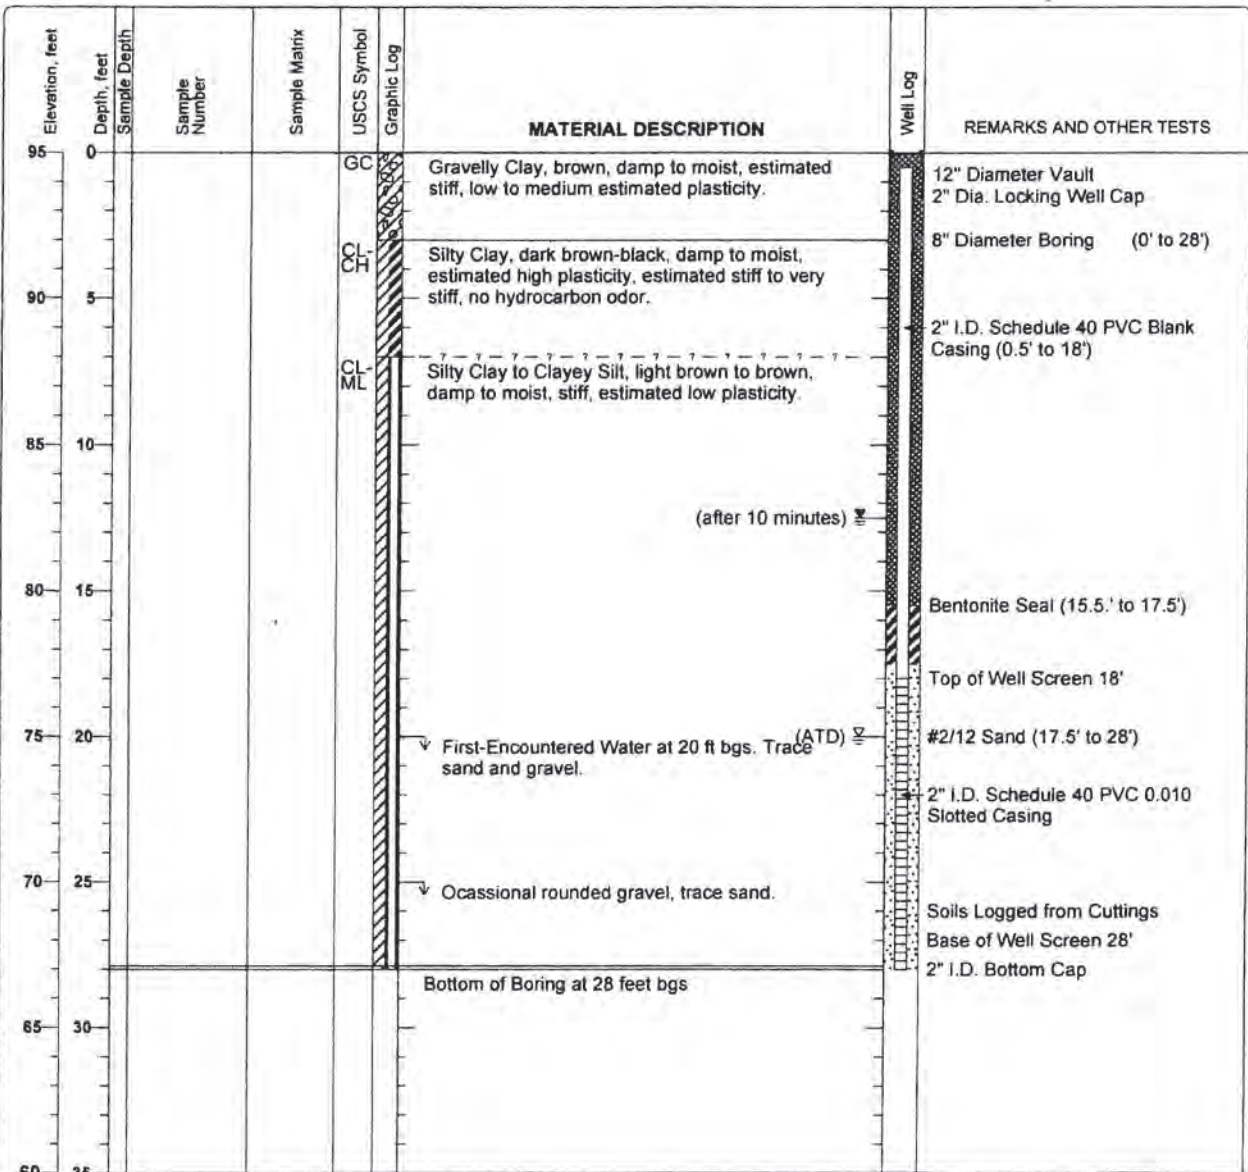 Elevation, feet
Depth, feet
Sample Depth
Sample
Number
Sample Matrix
USCS Symbol
Graphic Log
MATERIAL DESCRIPTION
Well Log
REMARKS AND OTHER TESTS
95 0
GC
Gravelly Clay, brown, damp to moist, estimated
stiff, low to medium estimated plasticity.
12" Diameter Vault
2" Dia. Locking Well Cap
8" Diameter Boring (0' to 28')
CL-
CH
Silty Clay, dark brown-black, damp to moist,
estimated high plasticity, estimated stiff to very
stiff, no hydrocarbon odor.
90 5
2" I.D. Schedule 40 PVC Blank
Casing (0.5' to 18')
? ? ? ? ? ? ? ? ? ? ? ? ? ? ?
CL-
ML
Silty Clay to Clayey Silt, light brown to brown,
damp to moist, stiff, estimated low plasticity.
85 10
(after 10 minutes)
80 15
Bentonite Seal (15.5.' to 17.5')
Top of Well Screen 18'
75 20
(ATD)
#2/12 Sand (17.5' to 28')
First-Encountered Water at 20 ft bgs. Trace
sand and gravel.
2" I.D. Schedule 40 PVC 0.010
Slotted Casing
70 25
Ocassional rounded gravel, trace sand.
Soils Logged from Cuttings
Base of Well Screen 28'
2" I.D. Bottom Cap
Bottom of Boring at 28 feet bgs
65 30
60 35